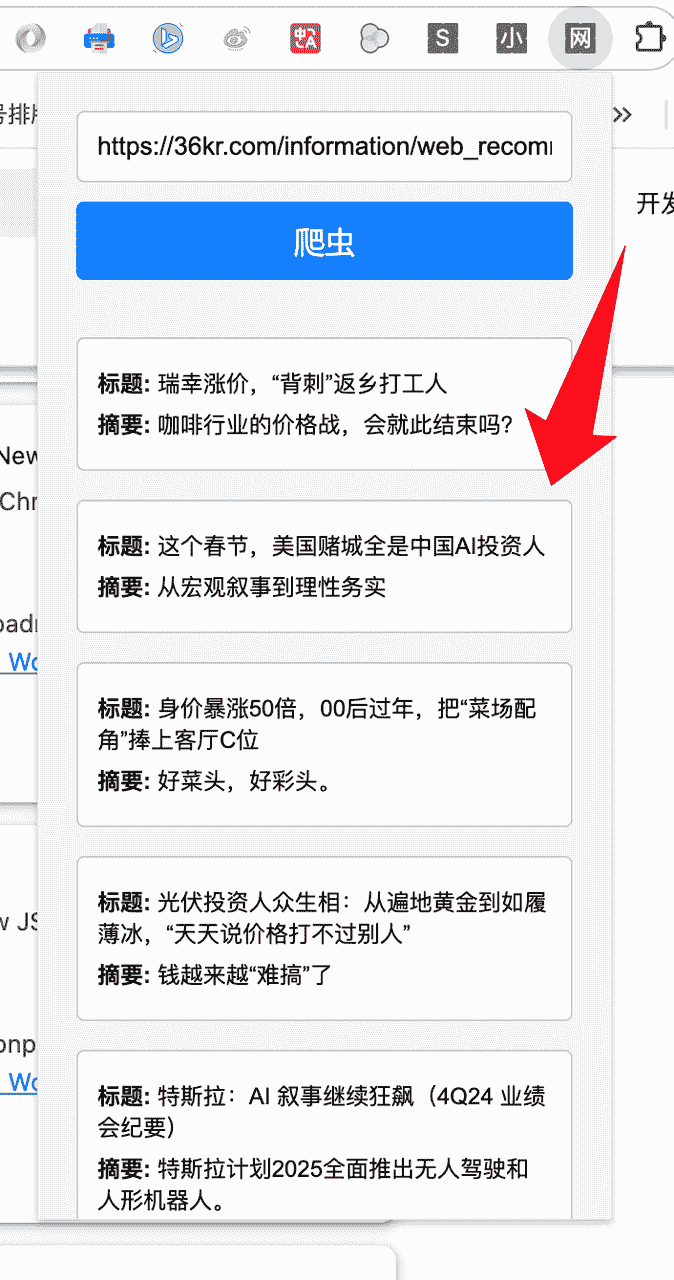 S
小
网
号排版
开发
https://36kr.com/information/web_recomm
爬虫
标题: 瑞幸涨价，“背刺”返乡打工人
摘要: 咖啡行业的价格战，会就此结束吗？
New
Chr
标题: 这个春节，美国赌城全是中国AI投资人
摘要: 从宏观叙事到理性务实
oadr
Wo
标题: 身价暴涨50倍，00后过年，把“菜场配
角”捧上客厅C位
摘要: 好菜头，好彩头。
标题: 光伏投资人众生相：从遍地黄金到如履
薄冰，“天天说价格打不过别人”
摘要: 钱越来越“难搞”了
w JS
onp
Wo
标题: 特斯拉：AI 叙事继续狂飙（4Q24 业绩
会纪要）
摘要: 特斯拉计划2025全面推出无人驾驶和
人形机器人。